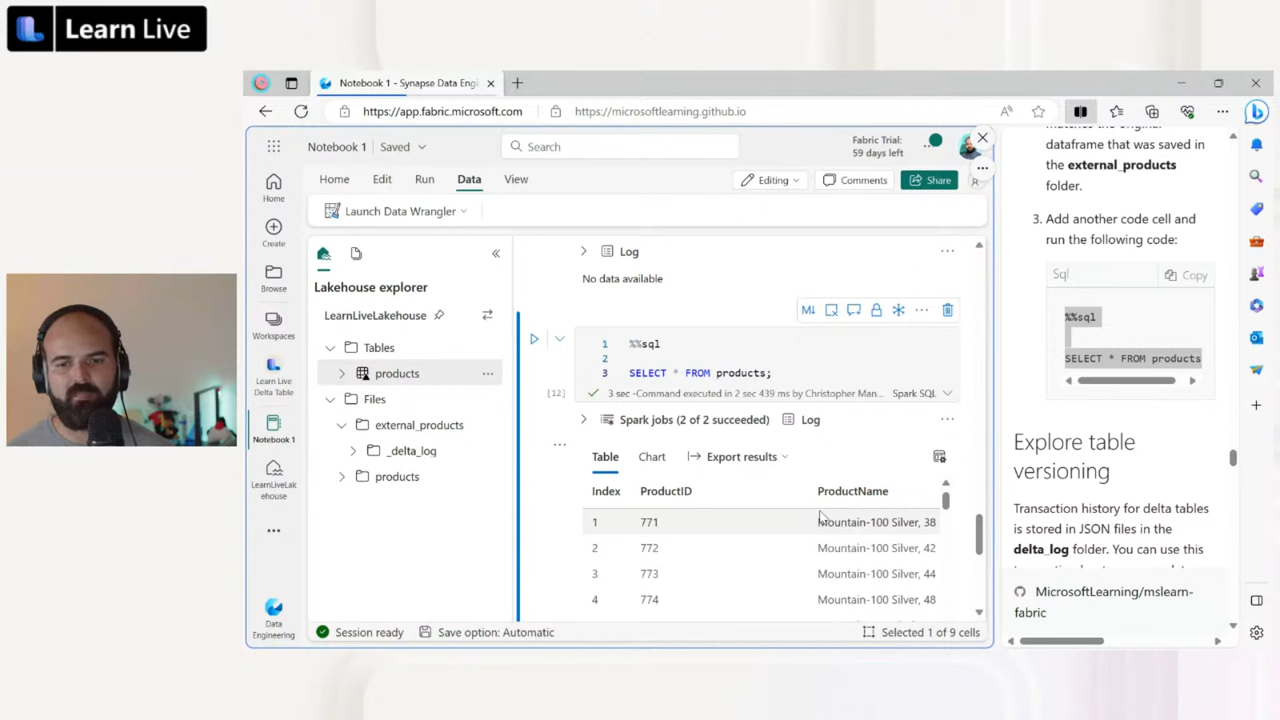 Learn Live
Notebook 1 - Synapse Data Engi
https://app.fabric.microsoft.com
https://microsoftlearning.github.io
Notebook 1 Saved
Search
Fabric Trial:
59 days left
Home Edit Run Data View
Editing
Comments
Share
Launch Data Wrangler
Home
Create
Browse
Workspaces
Learn Live
Delta Table
Notebook 1
LearnLiveLak
ehouse
Data
Engineering
Lakehouse explorer
LearnLiveLakehouse
Tables
products
Files
external_products
_delta_log
products
Log
No data available
1 %%sql
2
3 SELECT * FROM products;
[12]
3 sec -Command executed in 2 sec 439 ms by Christopher Man...
Spark SQL
Spark jobs (2 of 2 succeeded)
Log
Table Chart Export results
Index ProductID ProductName
1 771 Mountain-100 Silver, 38
2 772 Mountain-100 Silver, 42
3 773 Mountain-100 Silver, 44
4 774 Mountain-100 Silver, 48
Session ready
Save option: Automatic
Selected 1 of 9 cells
dataframe that was saved in
the external_products
folder.
3. Add another code cell and
run the following code:
Sql
Copy
%%sql
SELECT * FROM products
Explore table
versioning
Transaction history for delta tables
is stored in JSON files in the
delta_log folder. You can use this
MicrosoftLearning/mslearn-
fabric